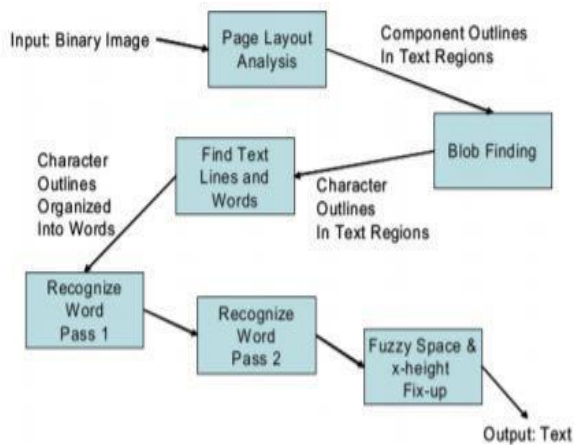 Input: Binary Image
Page Layout
Analysis
Component Outlines
In Text Regions
Blob Finding
Character
Outlines
In Text Regions
Find Text
Lines and
Words
Character
Outlines
Organized
Into Words
Recognize
Word
Pass 1
Recognize
Word
Pass 2
Fuzzy Space &
x-height
Fix-up
Output: Text